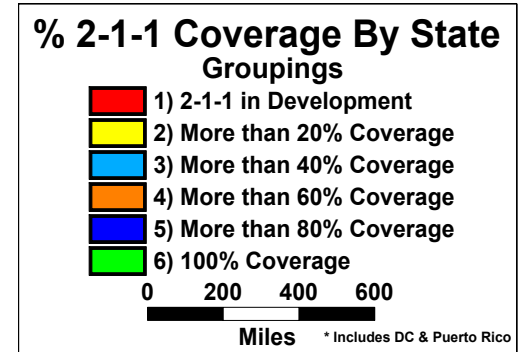 % 2-1-1 Coverage By State
Groupings
1) 2-1-1 in Development
2) More than 20% Coverage
3) More than 40% Coverage
4) More than 60% Coverage
5) More than 80% Coverage
6) 100% Coverage
0 200 400 600
Miles * Includes DC & Puerto Rico